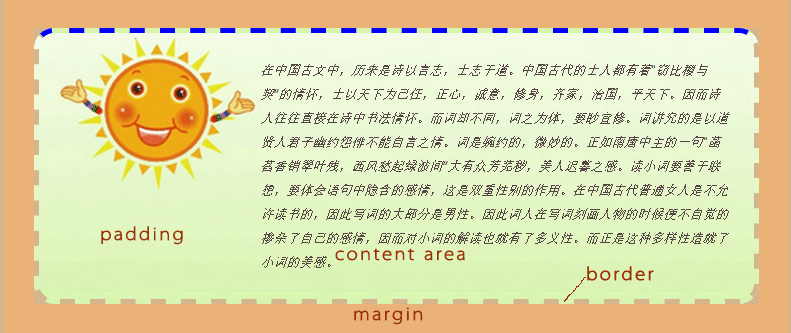 在中国古文中，历来是诗以言志，士志于道。中国古代的士人都有着"窃比稷与
契"的情怀，士以天下为己任，正心，诚意，修身，齐家，治国，平天下。因而诗
人往往直接在诗中书法情怀。而词却不同，词之为体，要眇宜修。词讲究的是以道
贤人君子幽约怨悱不能自言之情。词是婉约的，微妙的。正如南唐中主的一句"菡
萏香销翠叶残，西风愁起绿波间"大有众芳芜秽，美人迟暮之感。读小词要善于联
想，要体会语句中隐含的感情，这是双重性别的作用。在中国古代普通女人是不允
许读书的，因此写词的大部分是男性。因此词人在写词刻画人物的时候便不自觉的
掺杂了自己的感情，因而对小词的解读也就有了多义性。而正是这种多样性造就了
小词的美感。
padding
content area
border
margin